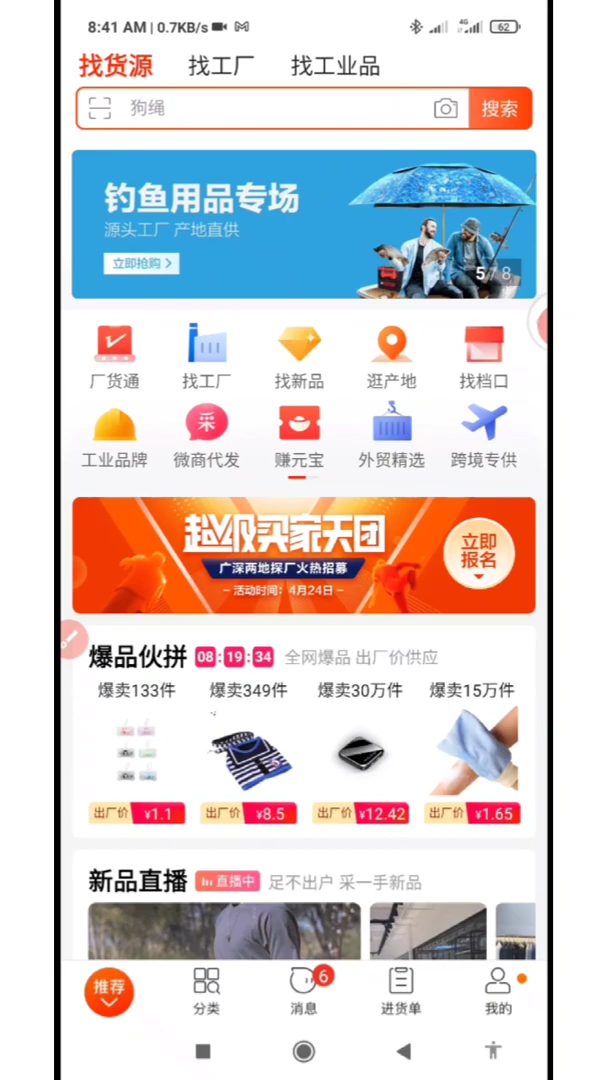 8:41 AM | 0.7KB/s
4G
62
找货源 找工厂 找工业品
狗绳
搜索
钓鱼用品专场
源头工厂 产地直供
立即抢购 >
5/8
厂货通 找工厂 找新品 逛产地 找档口
采
工业品牌 微商代发 赚元宝 外贸精选 跨境专供
超级买家天团
广深两地探厂火热招募
活动时间：4月24日
立即
报名
爆品伙拼 08:19:34 全网爆品 出厂价供应
爆卖133件 爆卖349件 爆卖30万件 爆卖15万件
出厂价 ¥1.1 出厂价 ¥8.5 出厂价 ¥12.42 出厂价 ¥1.65
新品直播 直播中 足不出户 采一手新品
推荐
6
分类 消息 进货单 我的